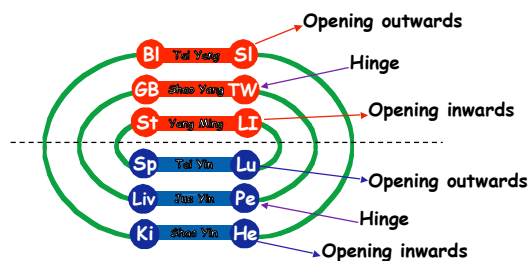 Opening outwards
Bl Tai Yang Sl
Hinge
GB Shao Yang TW
Opening inwards
St Yang Ming LI
Sp Tai Yin Lu
Opening outwards
Liv Jue Yin Pe
Hinge
Ki Shao Yin He
Opening inwards